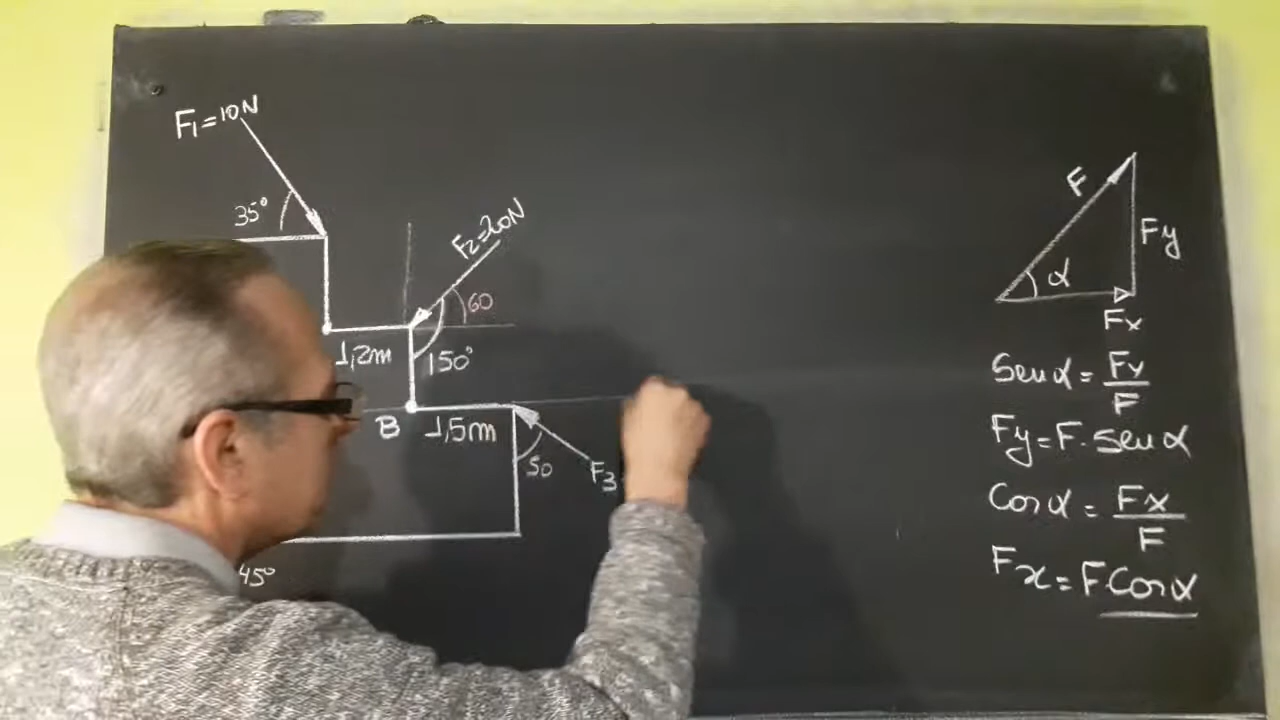 F1=10N
35°
F2=20N
60
1,2m
150°
B
1,5m
50
F3
45°
F
α
Fy
Fx
Senα = Fy/F
Fy=F.senα
Cosα = Fx/F
Fx=F.Cosα